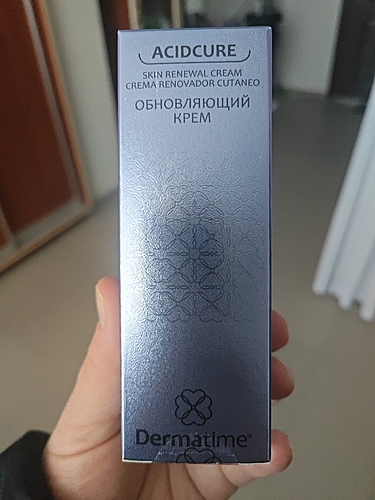 ACIDCURE
SKIN RENEWAL CREAM
CREMA RENOVADOR CUTANEO
ОБНОВЛЯЮЩИЙ
КРЕМ
Dermatime®